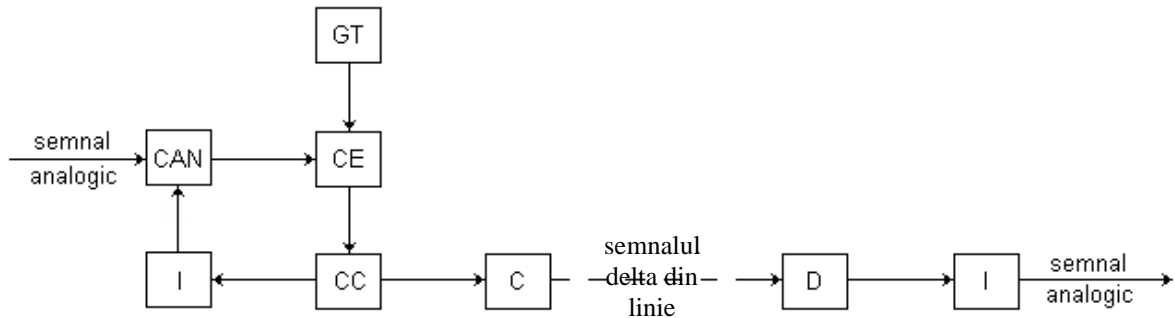 GT
semnal
analogic
CAN
CE
I
CC
C
semnalul
delta din
linie
D
I
semnal
analogic